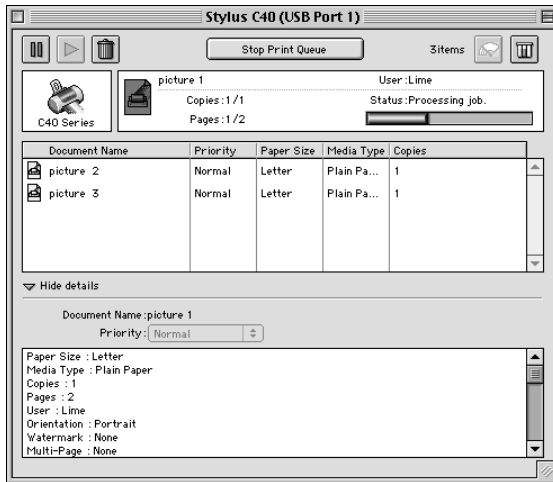 Stylus C40 (USB Port 1)
Stop Print Queue
3items
C40 Series
picture 1
User:Lime
Copies:1/1
Status:Processing job.
Pages:1/2
Document Name Priority Paper Size Media Type Copies
picture 2 Normal Letter Plain Pa... 1
picture 3 Normal Letter Plain Pa... 1
Hide details
Document Name:picture 1
Priority: Normal
Paper Size : Letter
Media Type : Plain Paper
Copies : 1
Pages : 2
User : Lime
Orientation : Portrait
Watermark : None
Multi-Page : None